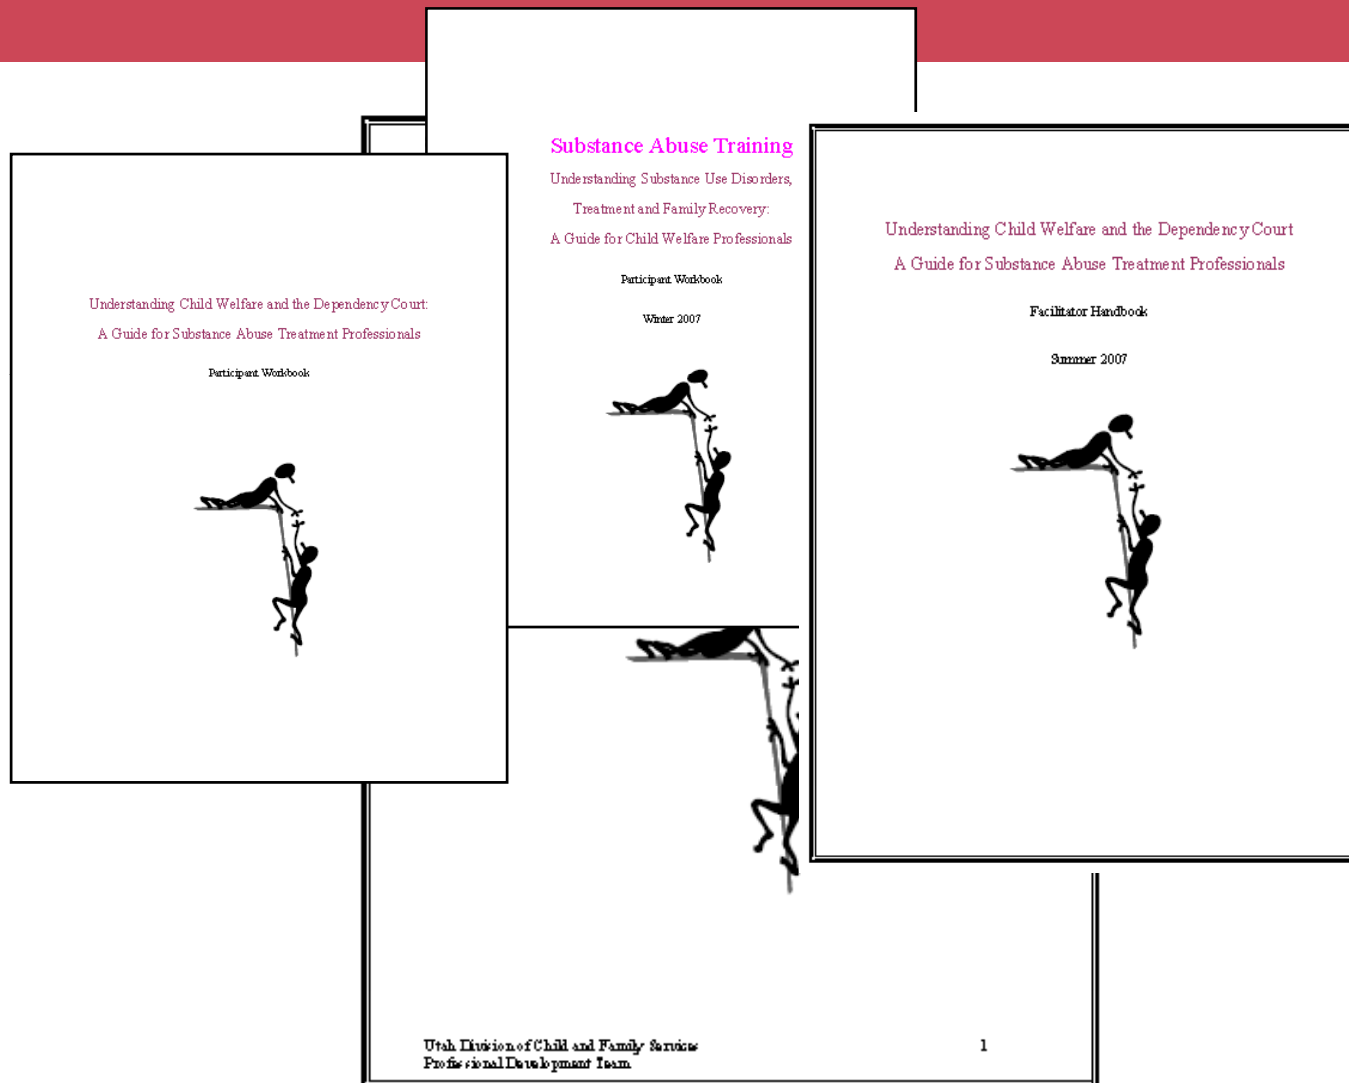 Substance Abuse Training
Understanding Substance Use Disorders,
Treatment and Family Recovery:
A Guide for Child Welfare Professionals
Participant Workbook
Winter 2007
Understanding Child Welfare and the Dependency Court:
A Guide for Substance Abuse Treatment Professionals
Participant Workbook
Understanding Child Welfare and the Dependency Court
A Guide for Substance Abuse Treatment Professionals
Facilitator Handbook
Summer 2007
Utah Division of Child and Family Services
Professional Development Team
1